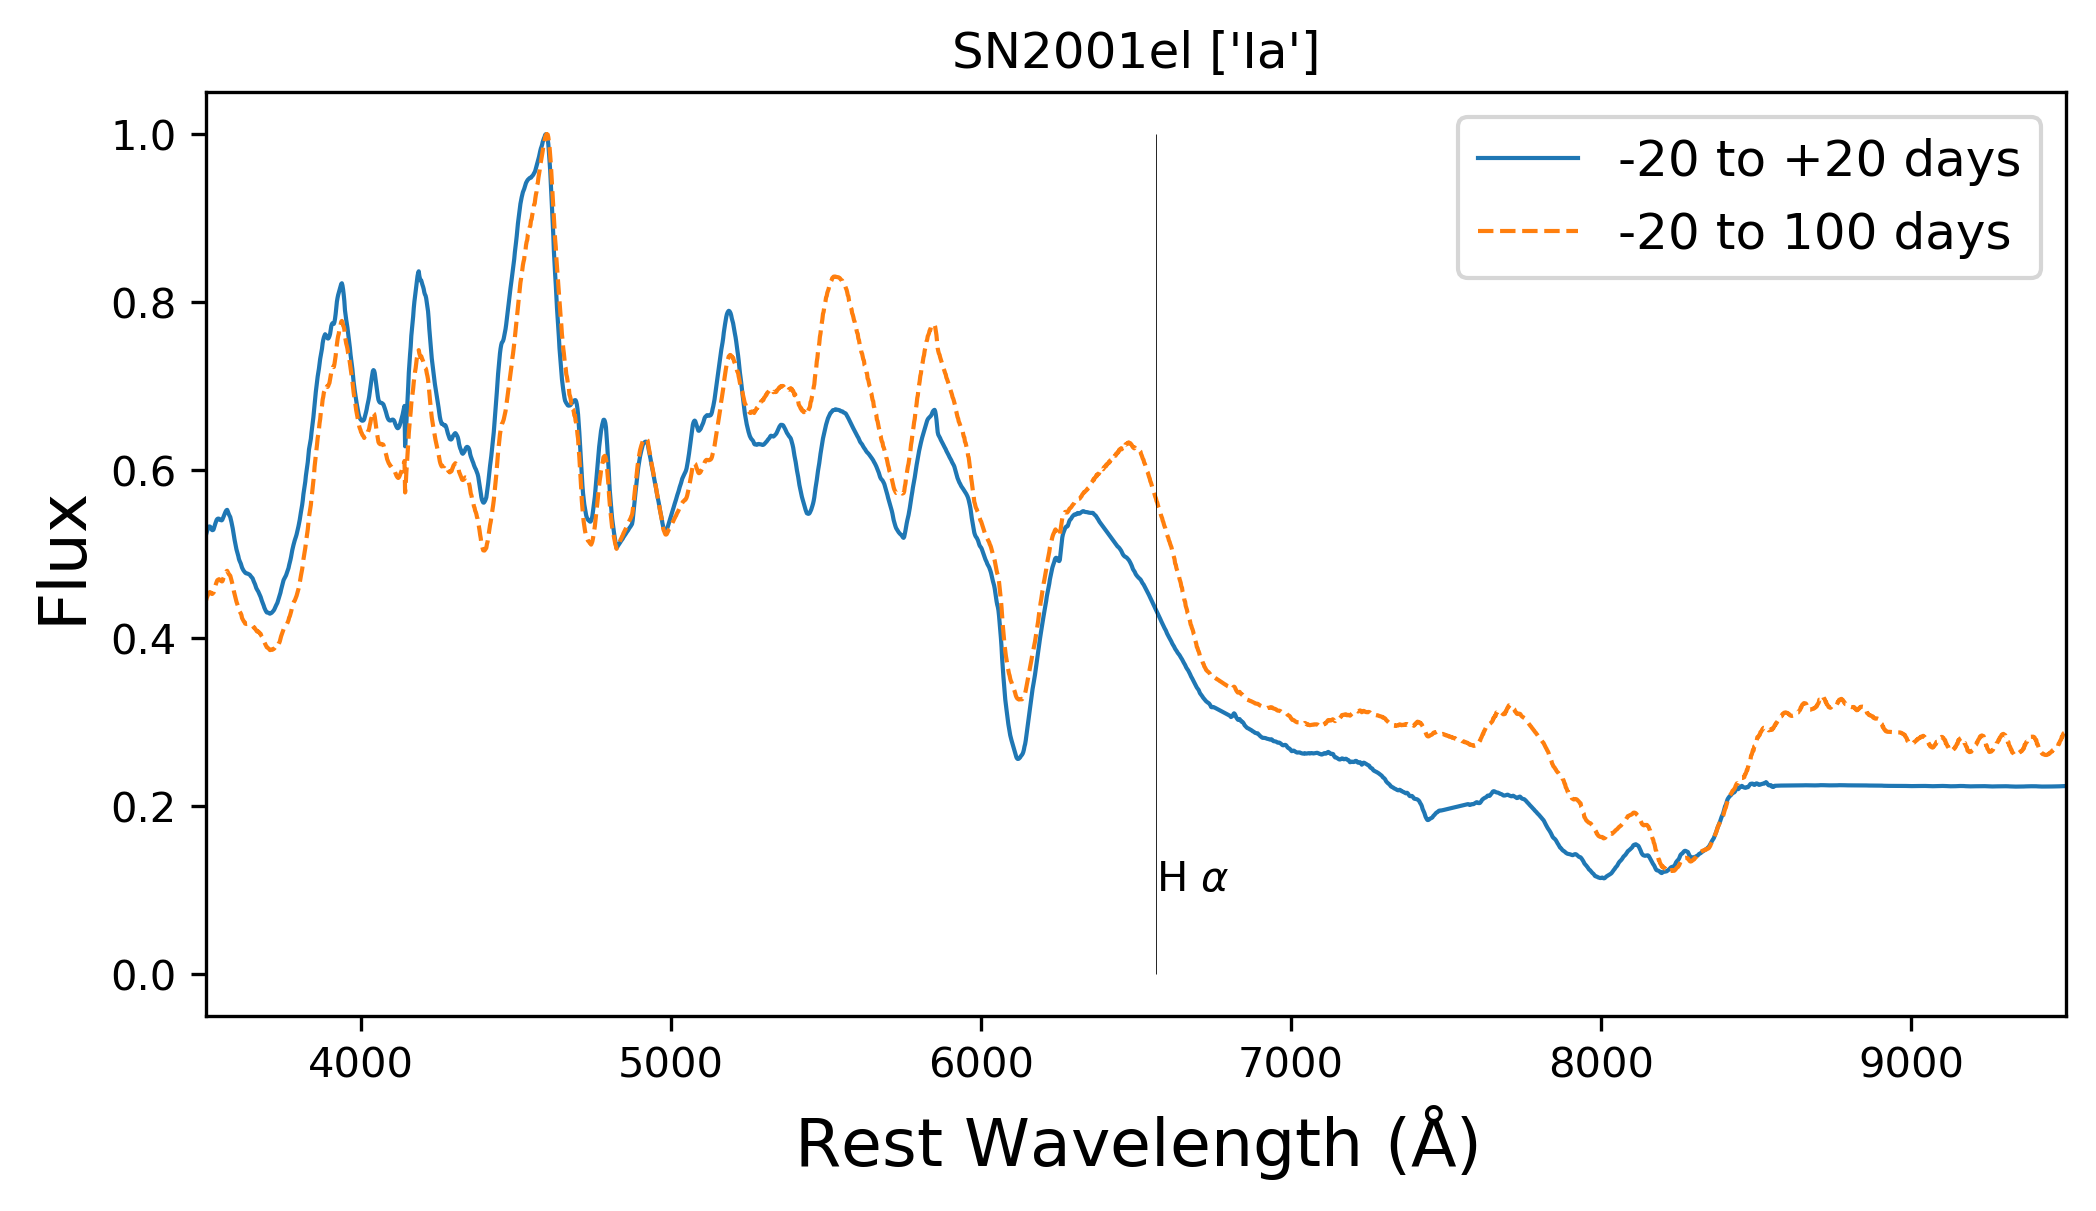 SN2001el ['Ia']
-20 to +20 days
-20 to 100 days
Flux
1.0
0.8
0.6
0.4
0.2
0.0
H α
4000 5000 6000 7000 8000 9000
Rest Wavelength (Å)